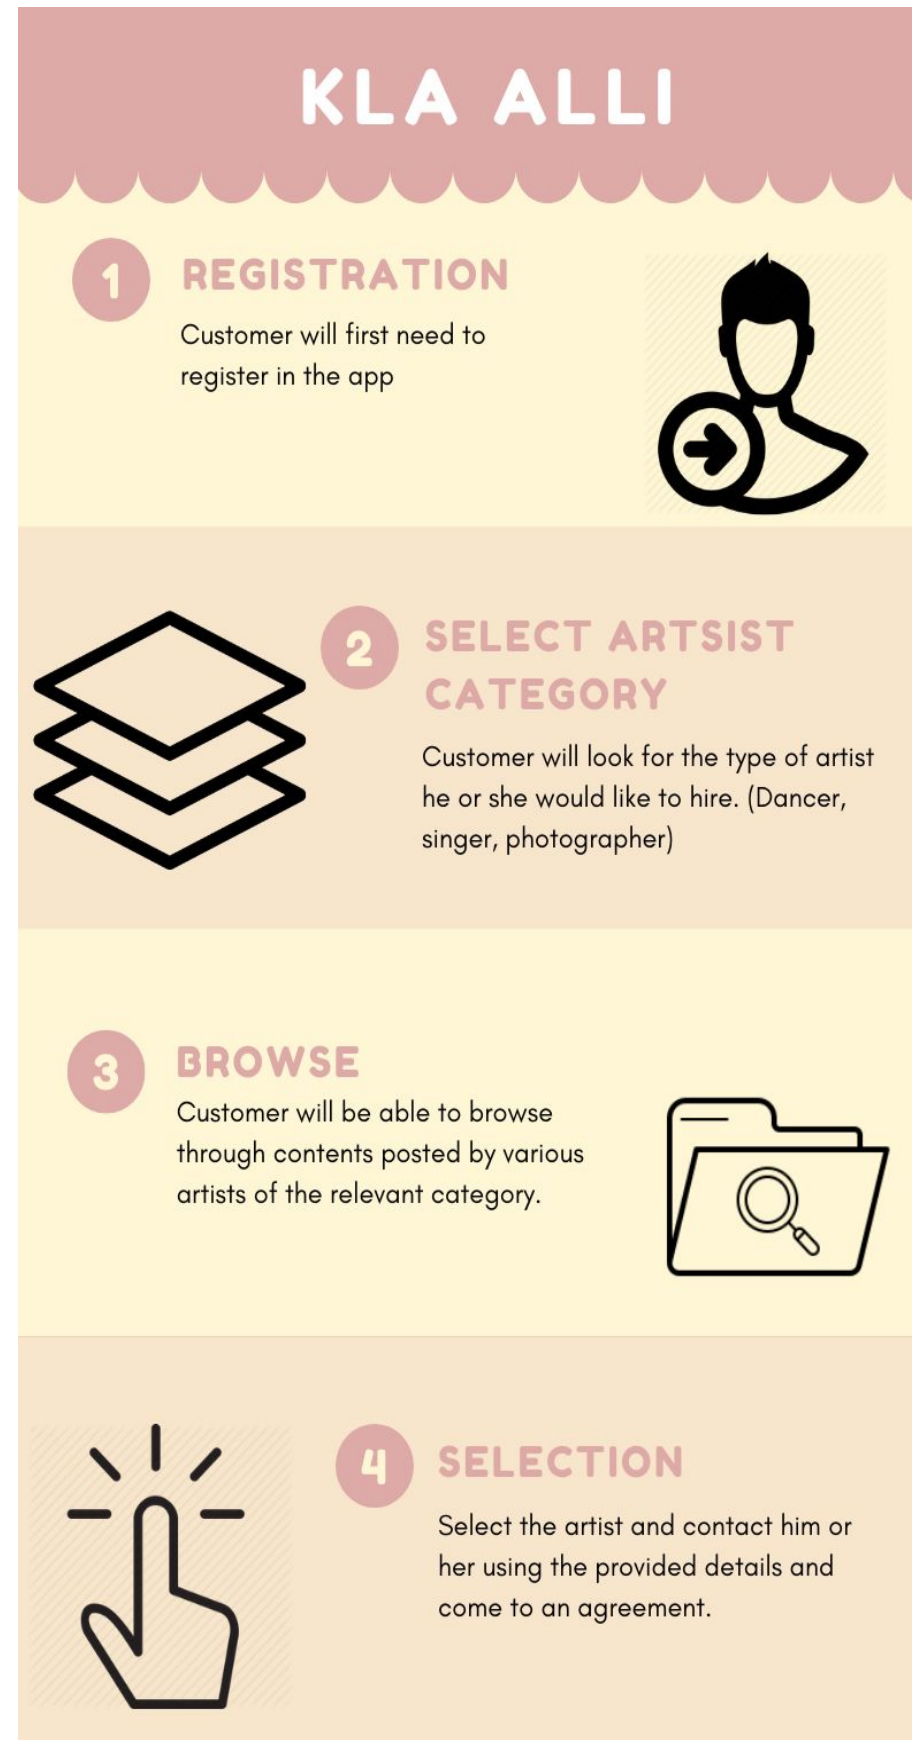 KLA ALLI
1
REGISTRATION
Customer will first need to
register in the app
2
SELECT ARTSIST
CATEGORY
Customer will look for the type of artist
he or she would like to hire. (Dancer,
singer, photographer)
3
BROWSE
Customer will be able to browse
through contents posted by various
artists of the relevant category.
4
SELECTION
Select the artist and contact him or
her using the provided details and
come to an agreement.